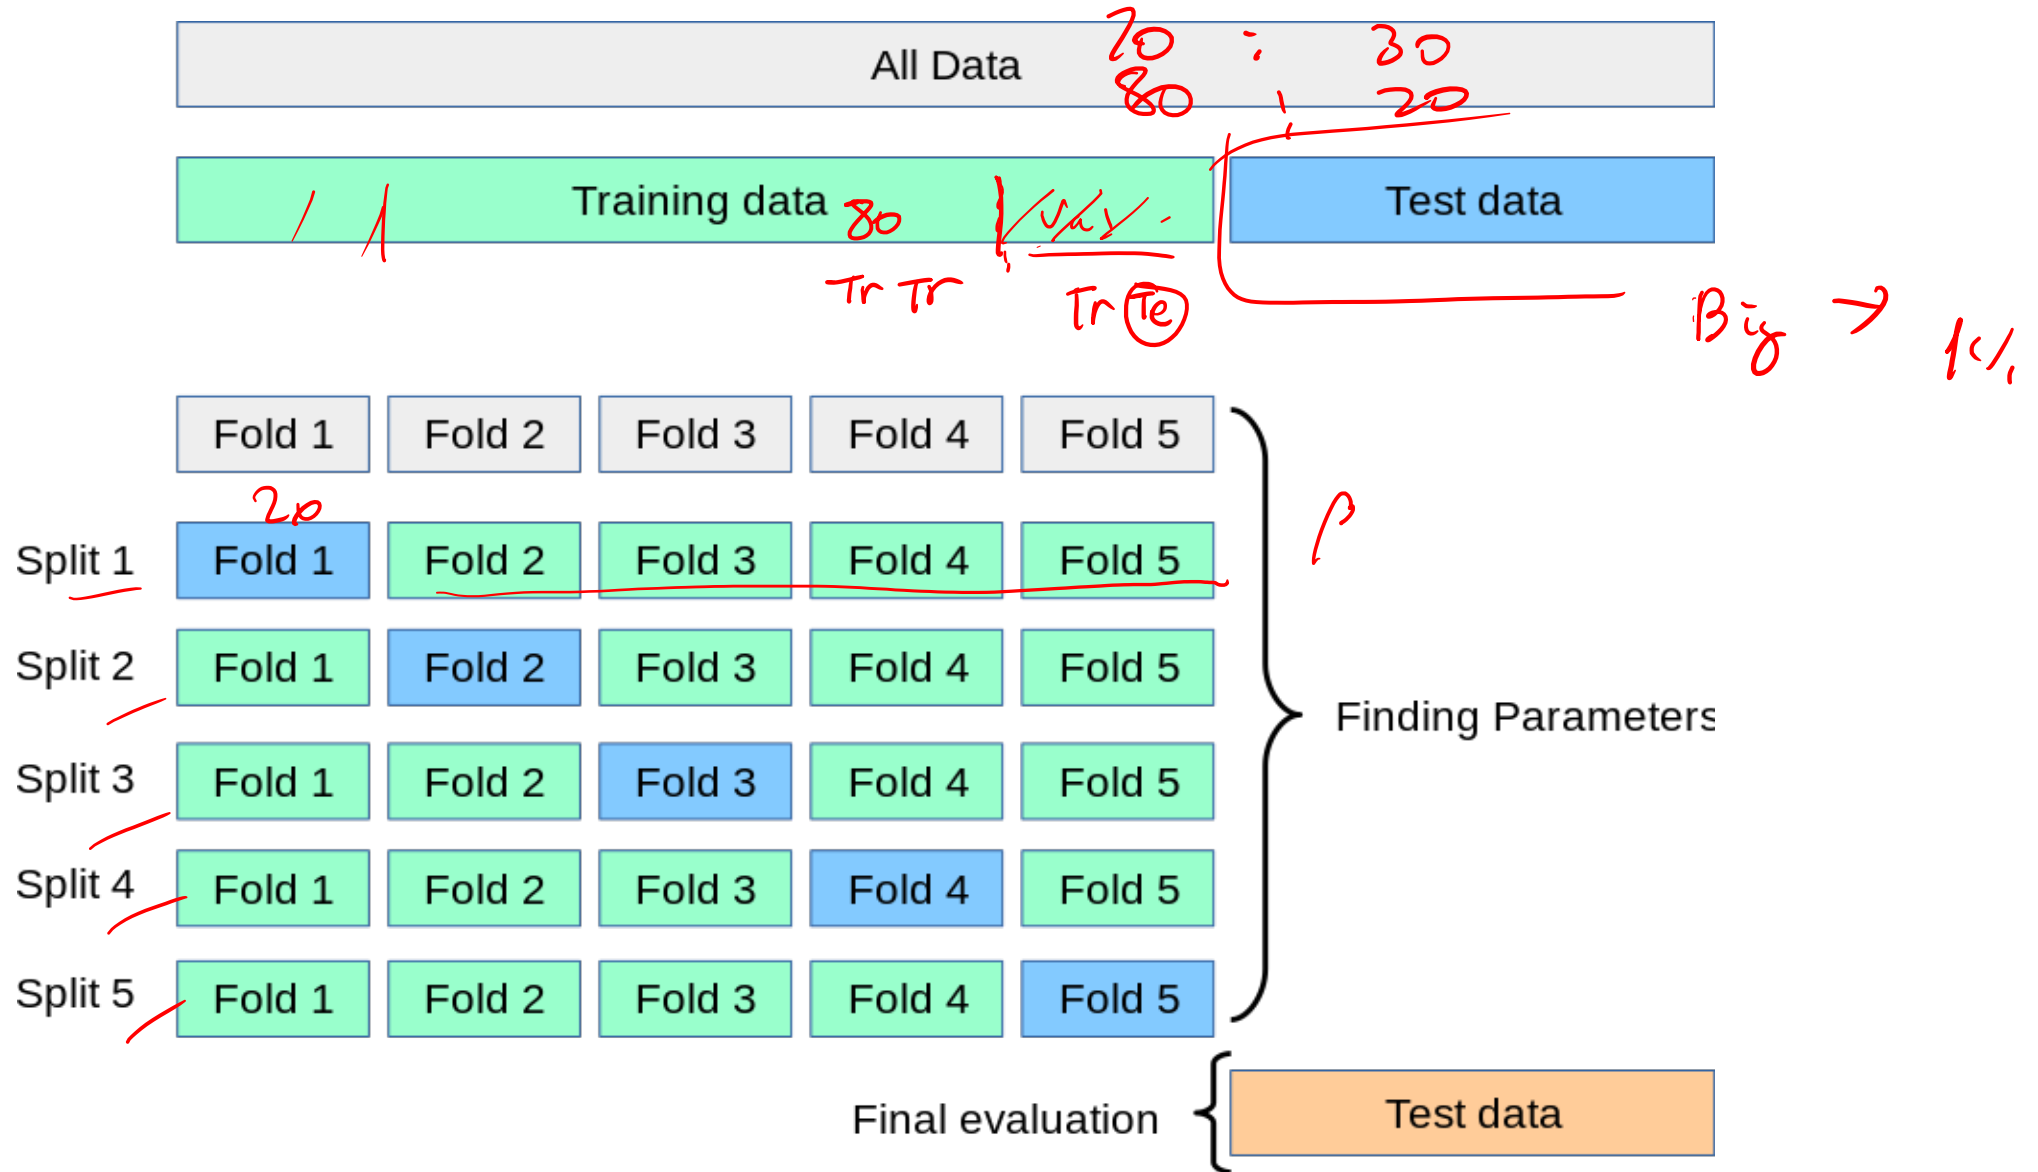 All Data
70 : 30
80 : 20
Training data 80 Val Test data
Tr Tr Tr Te
Big →
Fold 1 Fold 2 Fold 3 Fold 4 Fold 5
20
Split 1 Fold 1 Fold 2 Fold 3 Fold 4 Fold 5
Split 2 Fold 1 Fold 2 Fold 3 Fold 4 Fold 5
Finding Parameters
Split 3 Fold 1 Fold 2 Fold 3 Fold 4 Fold 5
Split 4 Fold 1 Fold 2 Fold 3 Fold 4 Fold 5
Split 5 Fold 1 Fold 2 Fold 3 Fold 4 Fold 5
Final evaluation Test data